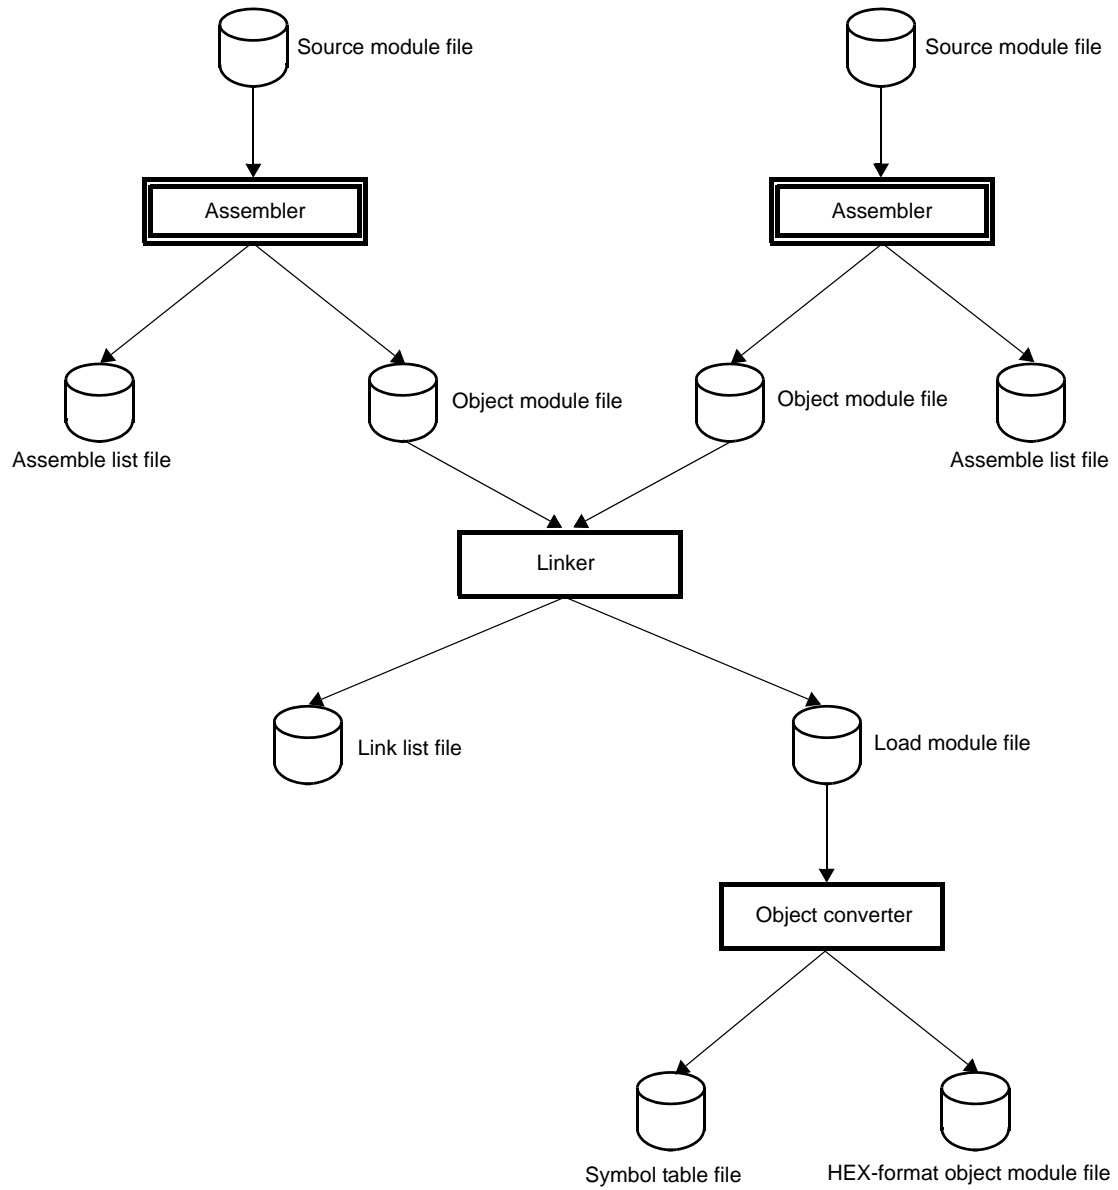 Source module file
Source module file
Assembler
Assembler
Object module file
Object module file
Assemble list file
Assemble list file
Linker
Link list file
Load module file
Object converter
Symbol table file
HEX-format object module file